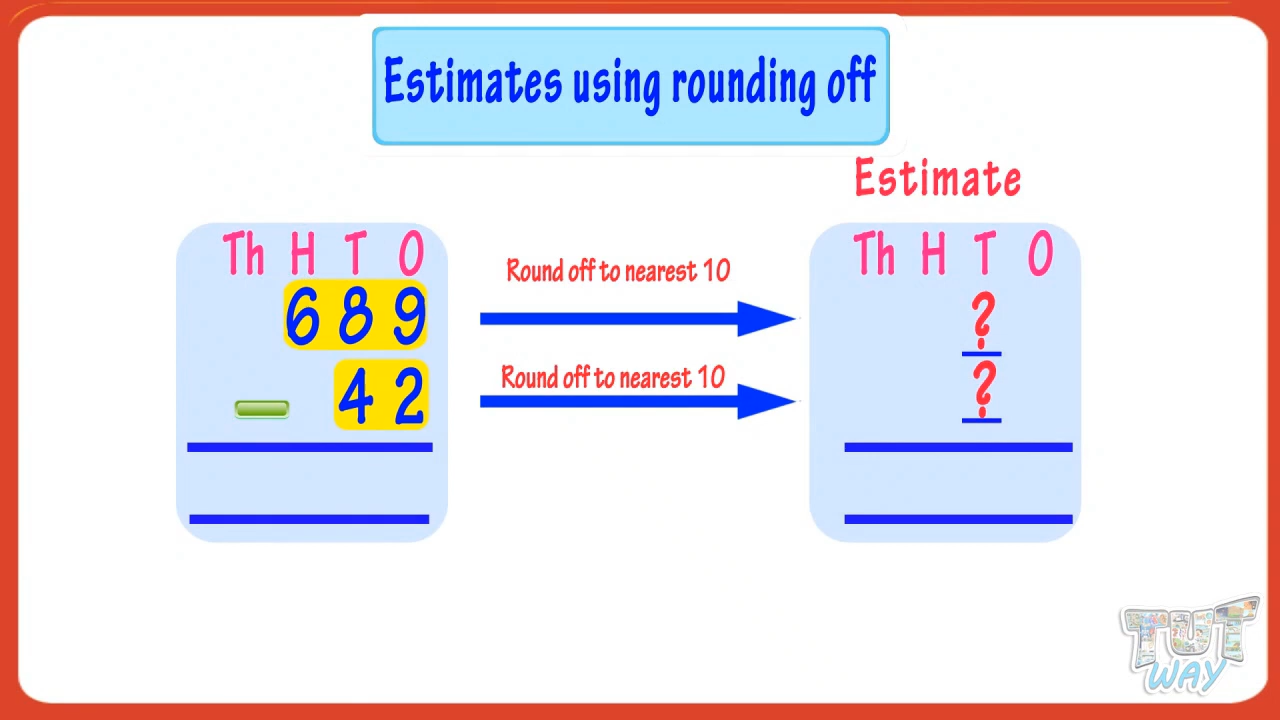 Estimates using rounding off
Estimate
Th H T O
6 8 9
4 2
Round off to nearest 10
Round off to nearest 10
Th H T O
?
?
TUT
WAY